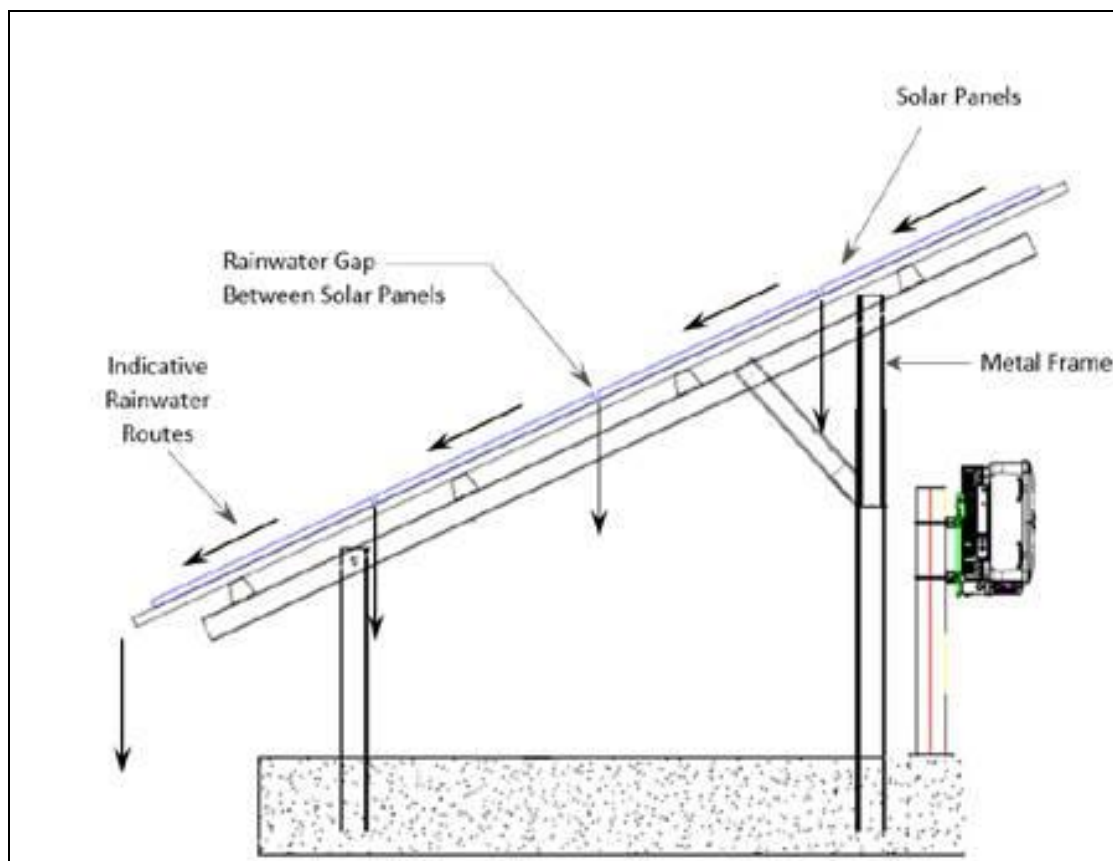 Solar Panels
Rainwater Gap
Between Solar Panels
Indicative
Rainwater
Routes
Metal Frame